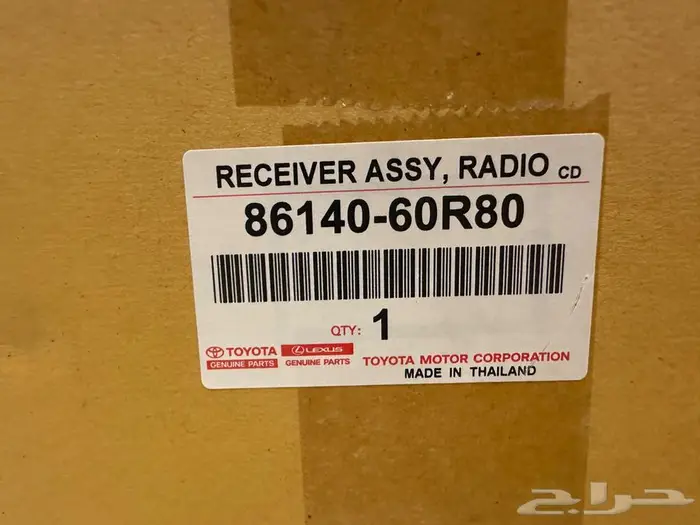 RECEIVER ASSY, RADIO CD
86140-60R80
QTY: 1
TOYOTA LEXUS
GENUINE PARTS GENUINE PARTS
TOYOTA MOTOR CORPORATION
MADE IN THAILAND
حراج